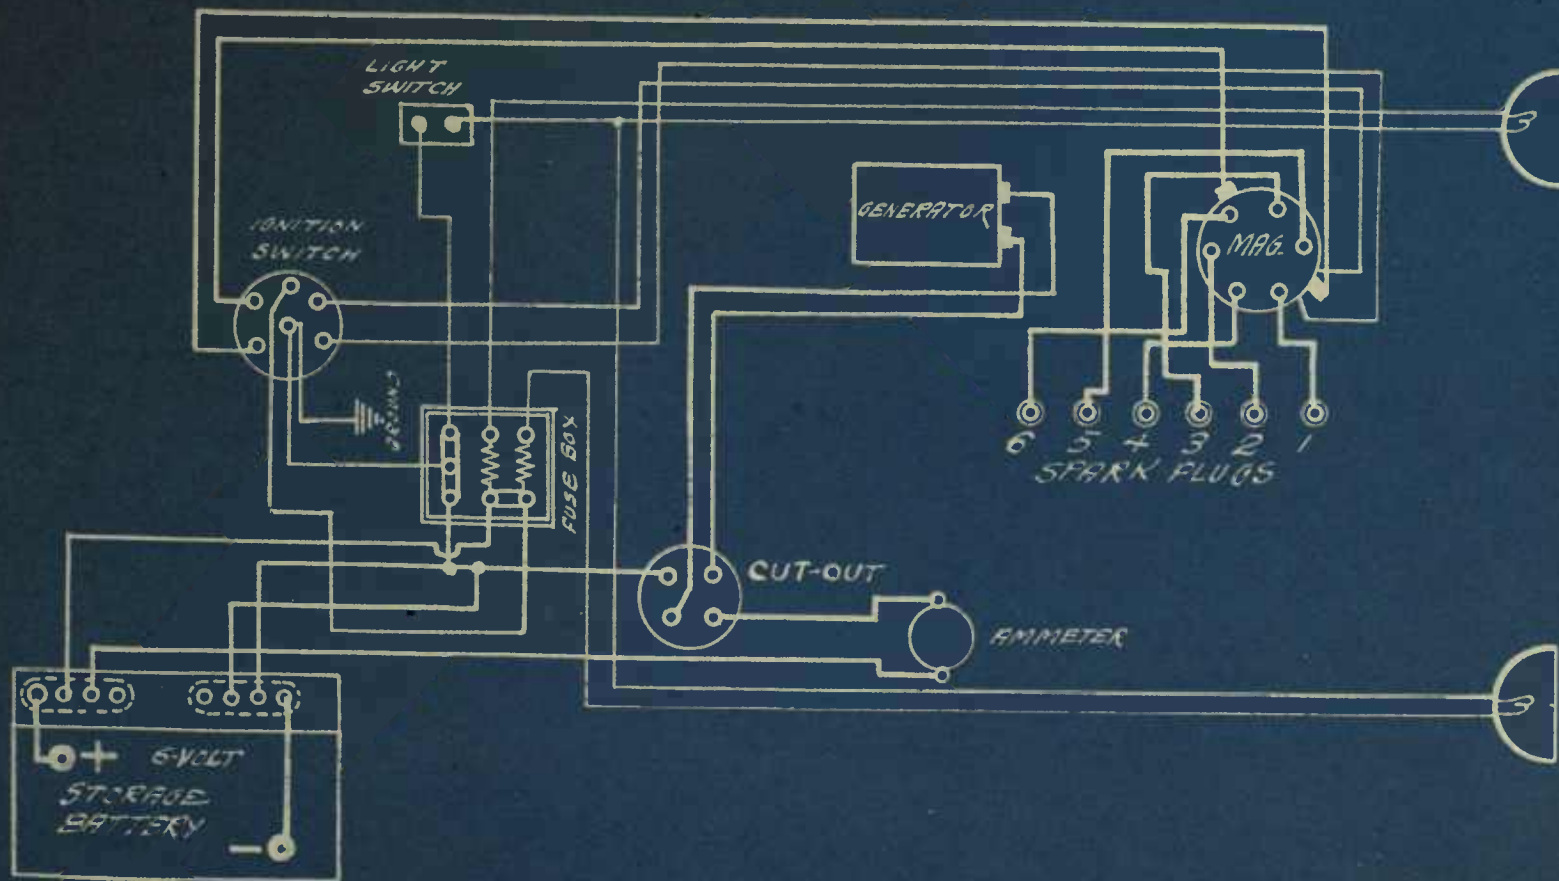 LIGHT
SWITCH
IGNITION
SWITCH
GENERATOR
MAG.
FUSE BOX
6 5 4 3 2 1
SPARK PLUGS
CUT-OUT
AMMETER
+ 6-VOLT
STORAGE
BATTERY
-